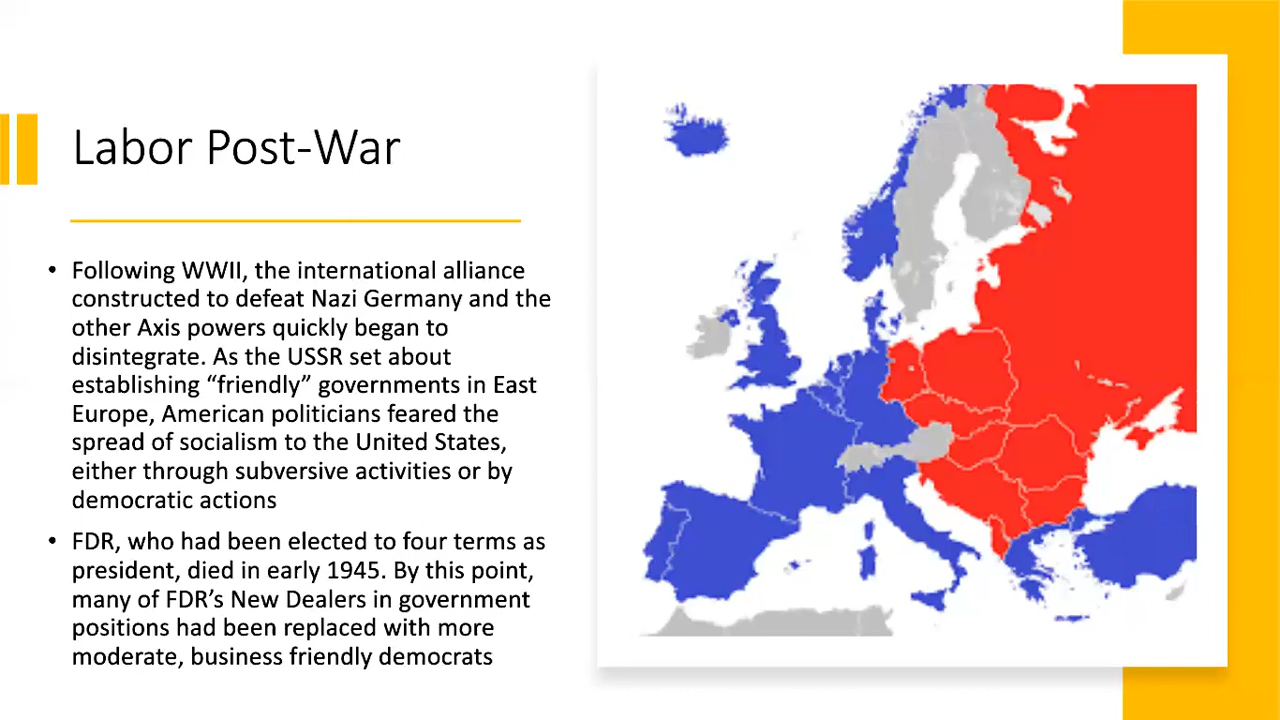 Labor Post-War
• Following WWII, the international alliance
constructed to defeat Nazi Germany and the
other Axis powers quickly began to
disintegrate. As the USSR set about
establishing “friendly” governments in East
Europe, American politicians feared the
spread of socialism to the United States,
either through subversive activities or by
democratic actions
• FDR, who had been elected to four terms as
president, died in early 1945. By this point,
many of FDR’s New Dealers in government
positions had been replaced with more
moderate, business friendly democrats